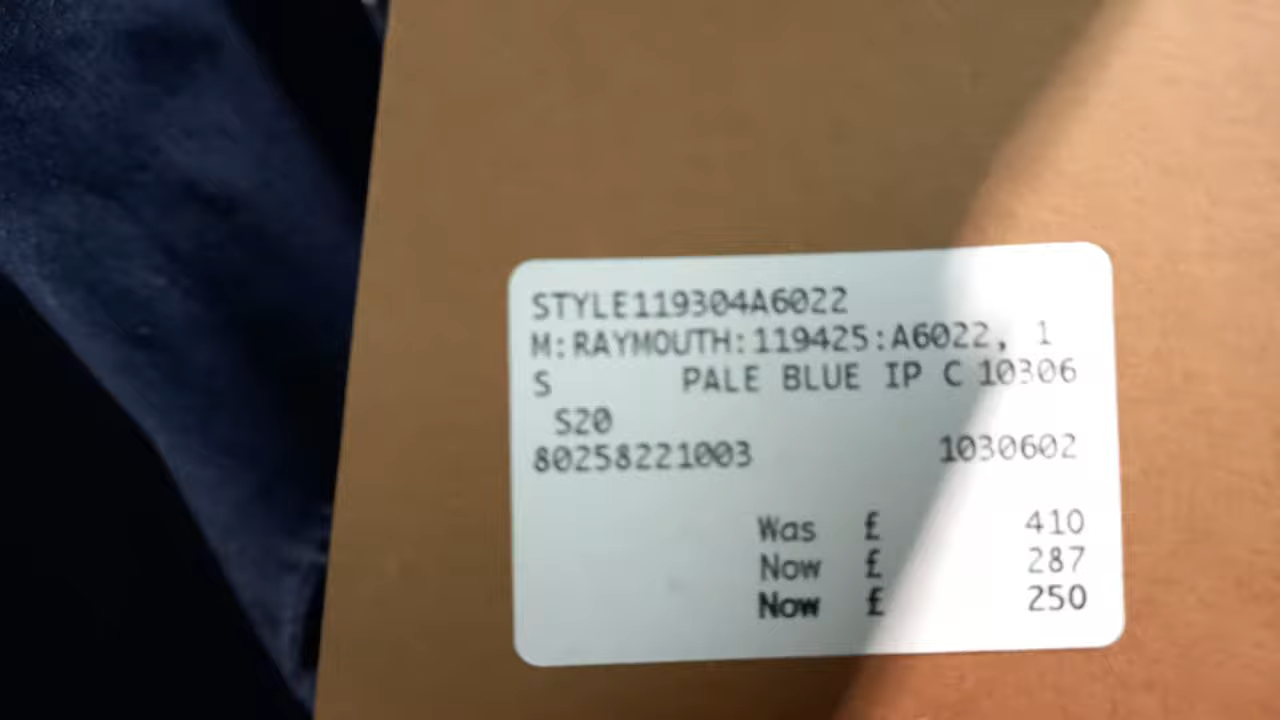 STYLE119304A6022
M:RAYMOUTH:119425:A6022, 1
S PALE BLUE IP C 10306
S20
80258221003 1030602
Was £ 410
Now £ 287
Now £ 250